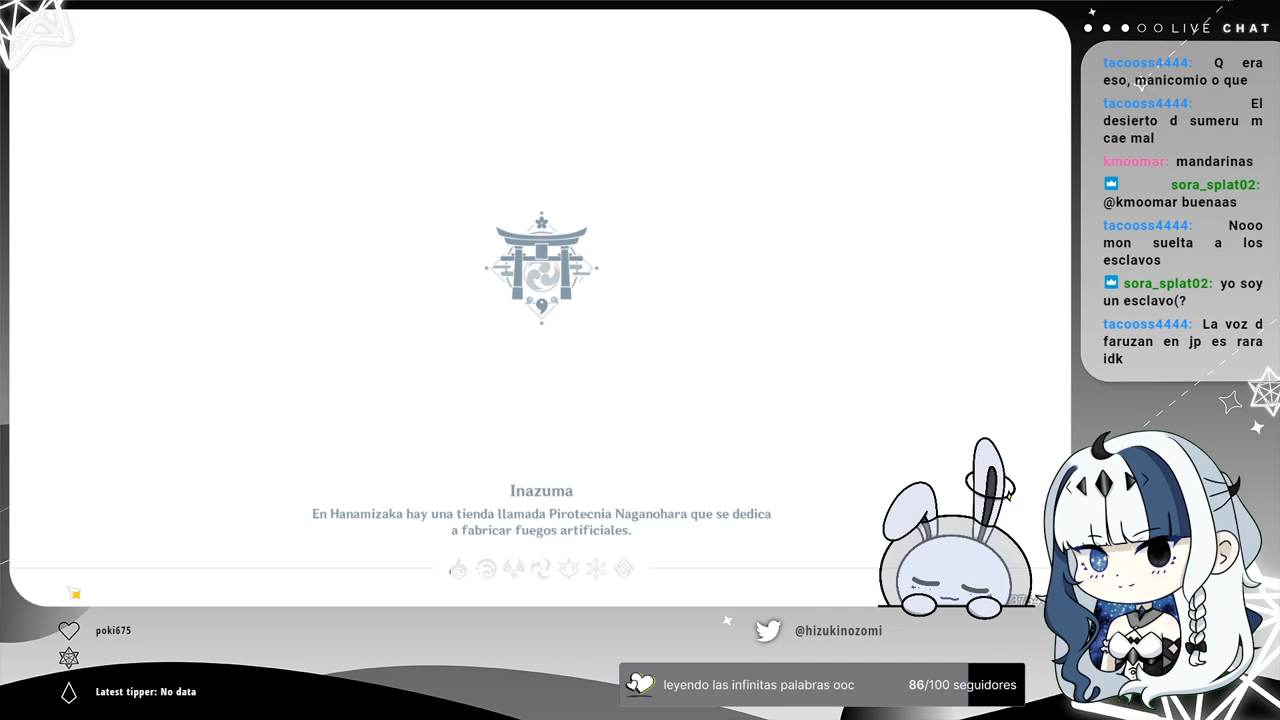 LIVE CHAT
tacooss4444: Q era
eso, manicomio o que
tacooss4444: El
desierto d sumeru m
cae mal
kmoomar: mandarinas
sora_splat02:
@kmoomar buenaas
tacooss4444: Nooo
mon suelta a los
esclavos
sora_splat02: yo soy
un esclavo(?
tacooss4444: La voz d
faruzan en jp es rara
idk
Inazuma
En Hanamizaka hay una tienda llamada Pirotecnia Naganohara que se dedica
a fabricar fuegos artificiales.
poki675
@hizukinozomi
leyendo las infinitas palabras ooc 86/100 seguidores
Latest tipper: No data